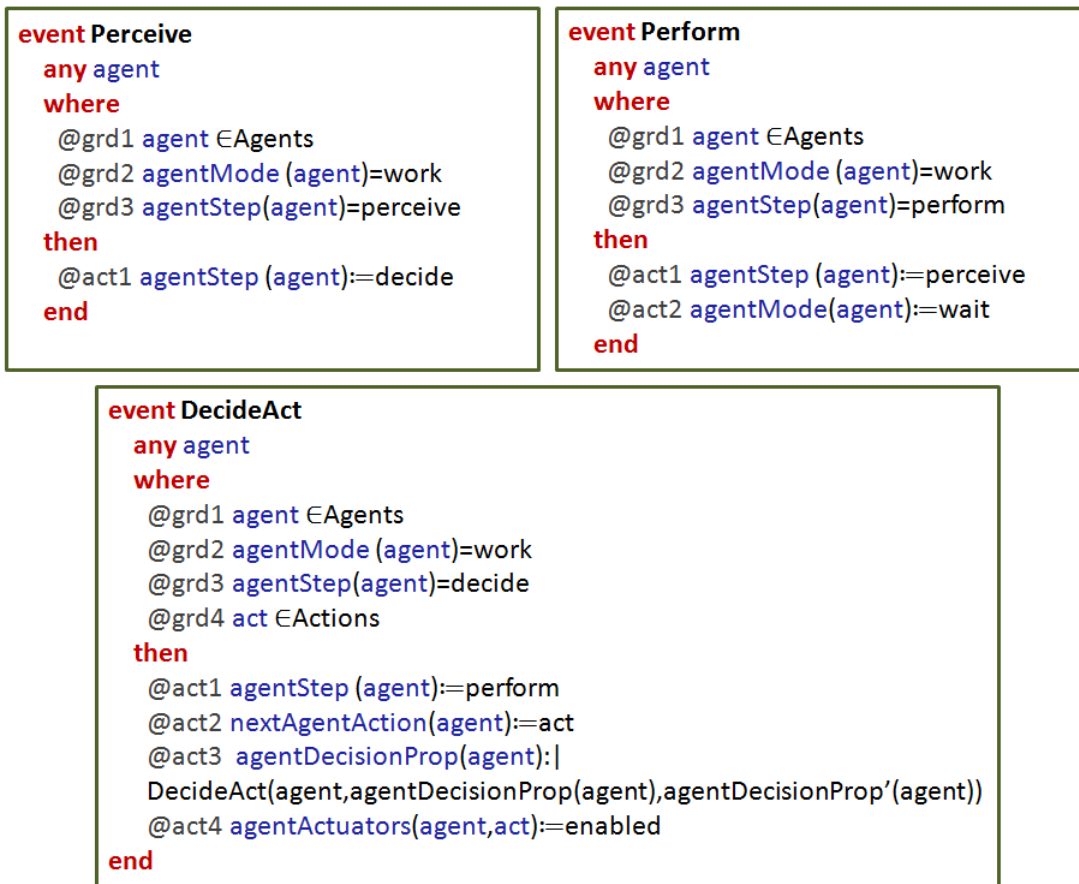 event Perceive
any agent
where
@grd1 agent ∈Agents
@grd2 agentMode (agent)=work
@grd3 agentStep(agent)=perceive
then
@act1 agentStep (agent):=decide
end
event Perform
any agent
where
@grd1 agent ∈Agents
@grd2 agentMode (agent)=work
@grd3 agentStep(agent)=perform
then
@act1 agentStep (agent):=perceive
@act2 agentMode(agent):=wait
end
event DecideAct
any agent
where
@grd1 agent ∈Agents
@grd2 agentMode (agent)=work
@grd3 agentStep(agent)=decide
@grd4 act ∈Actions
then
@act1 agentStep (agent):=perform
@act2 nextAgentAction(agent):=act
@act3 agentDecisionProp(agent):|
DecideAct(agent,agentDecisionProp(agent),agentDecisionProp’(agent))
@act4 agentActuators(agent,act):=enabled
end